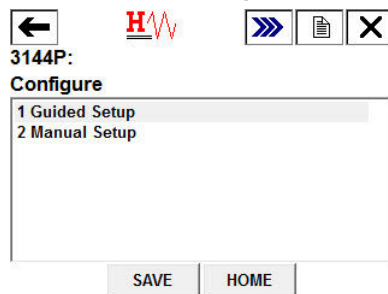 H
3144P:
Configure
1 Guided Setup
2 Manual Setup
SAVE HOME